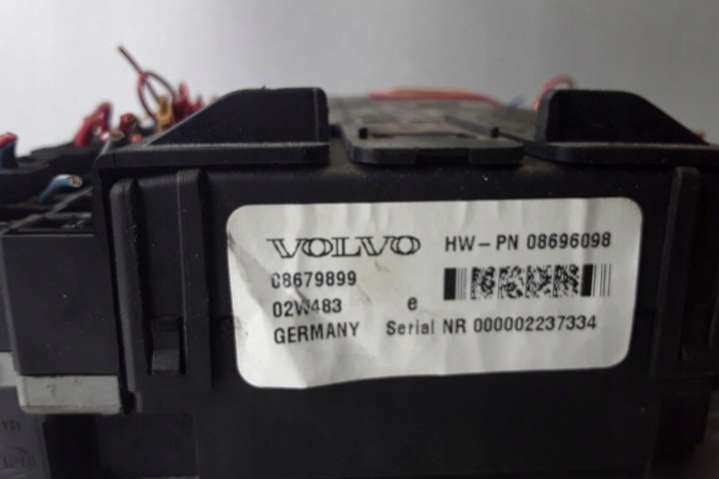 VOLVO HW-PN 08696098
08679899
02W483 e
GERMANY Serial NR 000002237334